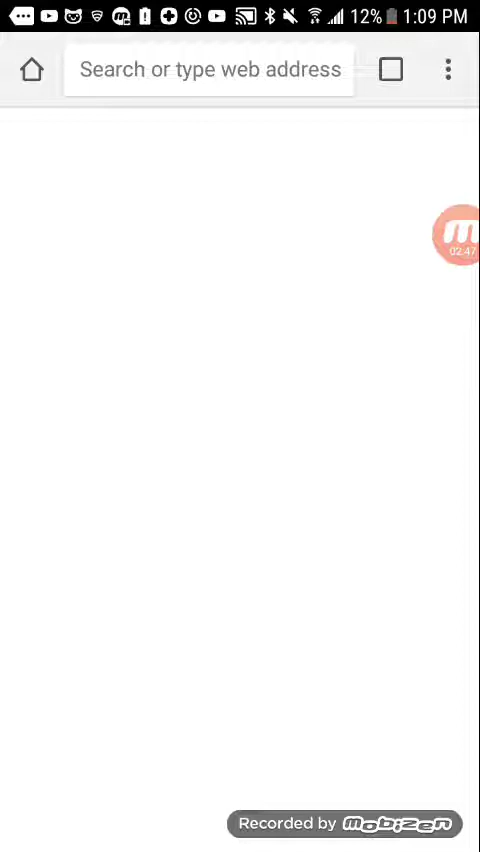 12% 1:09 PM
Search or type web address
m
02:47
Recorded by mobizen